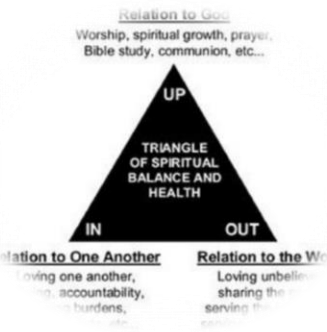 Relation to God
Worship, spiritual growth, prayer,
Bible study, communion, etc...
UP
TRIANGLE
OF SPIRITUAL
BALANCE AND
HEALTH
IN
OUT
Relation to One Another
Loving one another,
accountability,
burdens,
Relation to the
Loving
sharing the
serving the